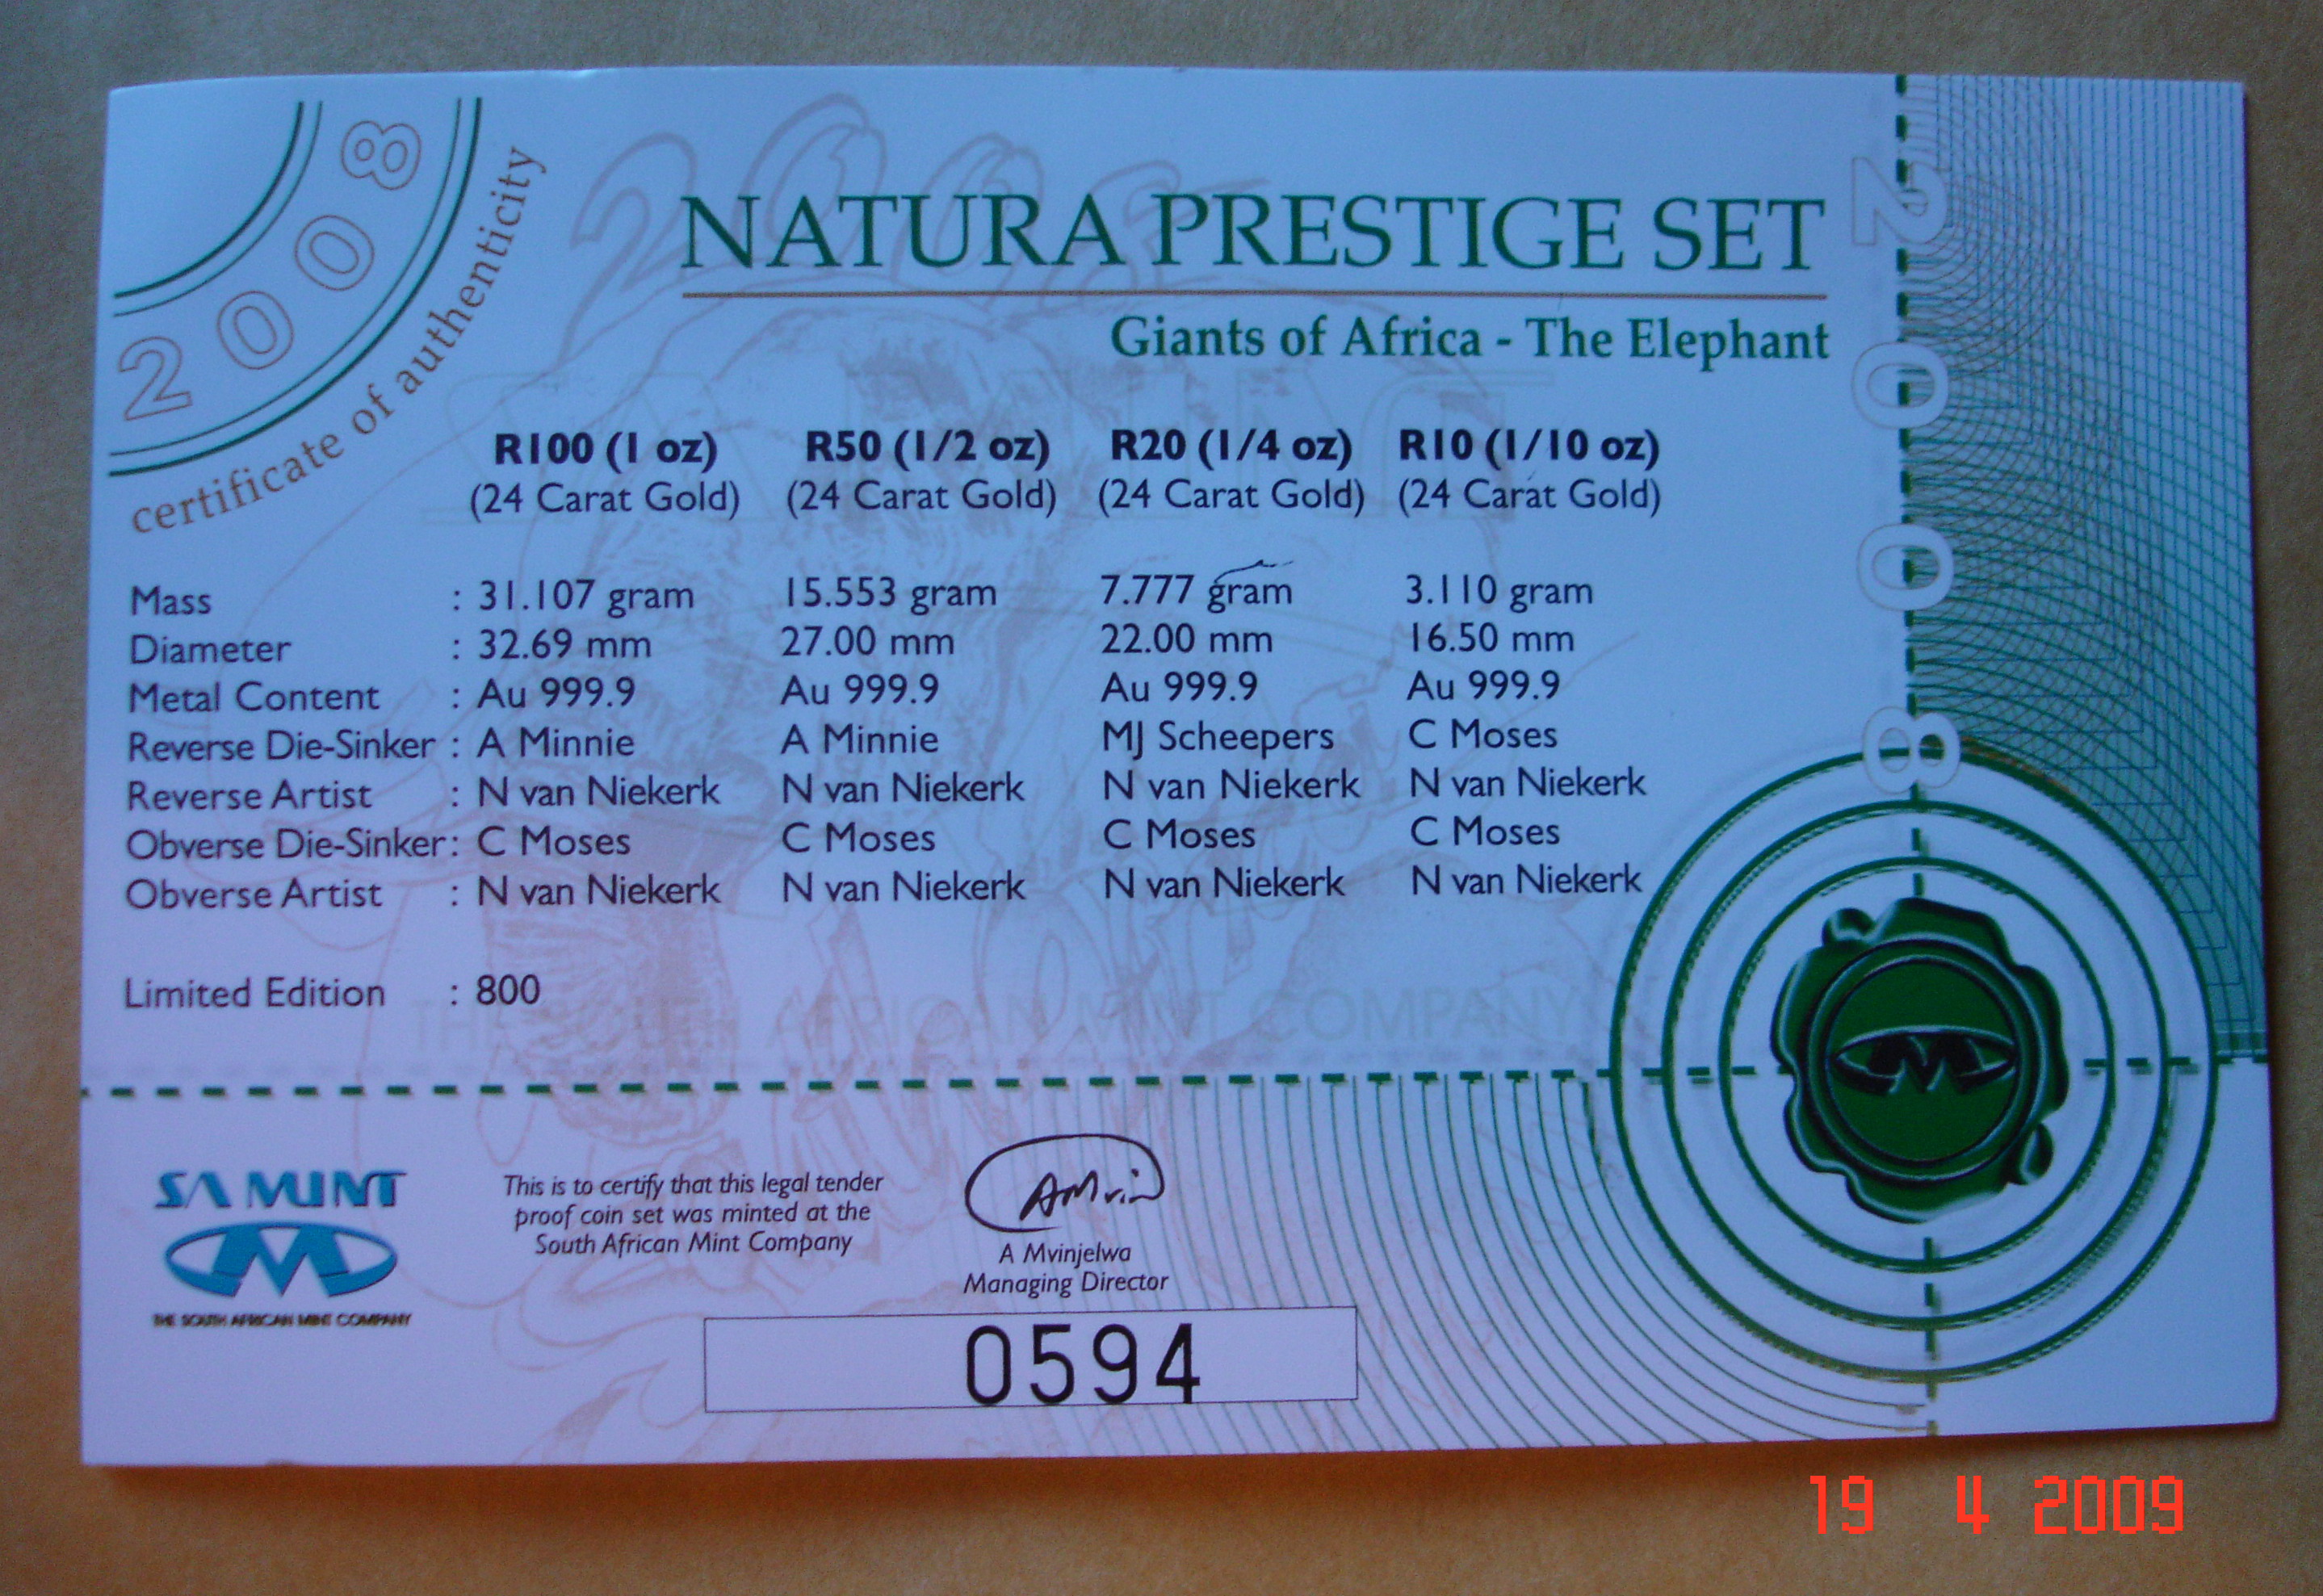 2008
certificate of authenticity
2008
NATURA PRESTIGE SET
Giants of Africa - The Elephant
2008
R100 (1 oz) R50 (1/2 oz) R20 (1/4 oz) R10 (1/10 oz)
(24 Carat Gold) (24 Carat Gold) (24 Carat Gold) (24 Carat Gold)
Mass : 31.107 gram 15.553 gram 7.777 gram 3.110 gram
Diameter : 32.69 mm 27.00 mm 22.00 mm 16.50 mm
Metal Content : Au 999.9 Au 999.9 Au 999.9 Au 999.9
Reverse Die-Sinker : A Minnie A Minnie MJ Scheepers C Moses
Reverse Artist : N van Niekerk N van Niekerk N van Niekerk N van Niekerk
Obverse Die-Sinker : C Moses C Moses C Moses C Moses
Obverse Artist : N van Niekerk N van Niekerk N van Niekerk N van Niekerk
Limited Edition : 800
THE SOUTH AFRICAN MINT COMPANY
SA MINT
THE SOUTH AFRICAN MINT COMPANY
This is to certify that this legal tender
proof coin set was minted at the
South African Mint Company
A Mvinjelwa
Managing Director
0594
19 4 2009